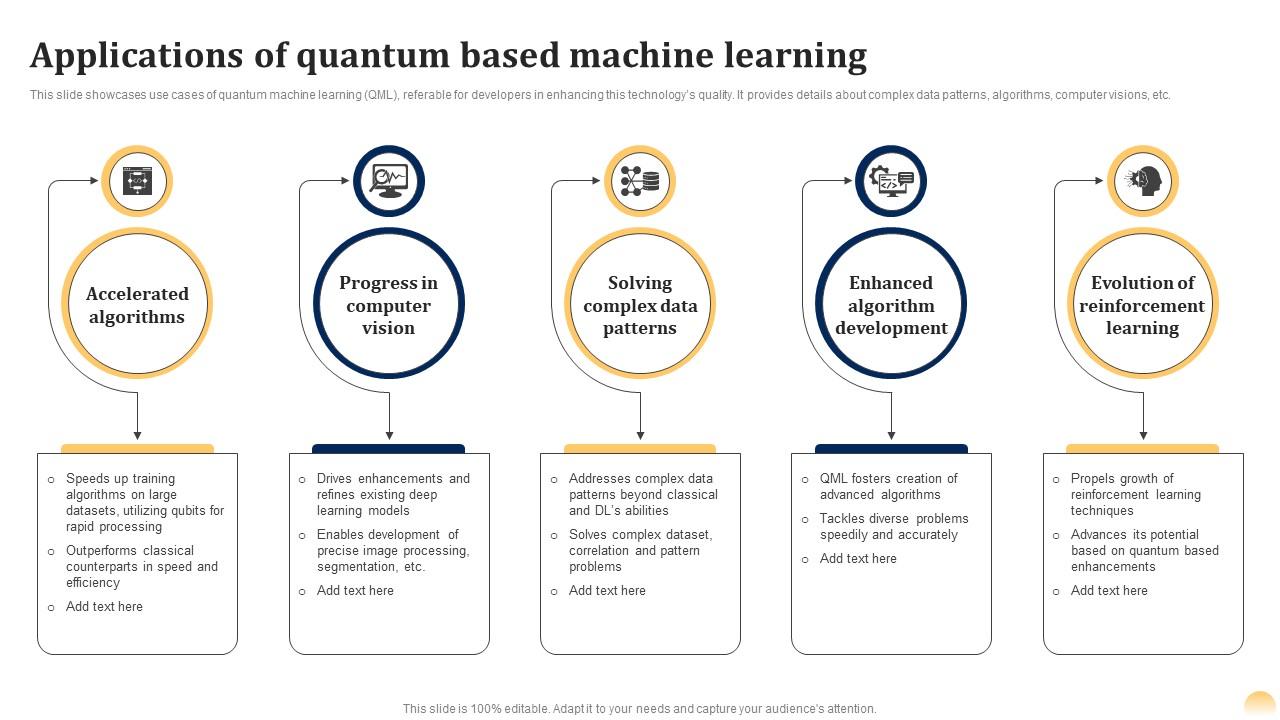 Applications of quantum based machine learning
This slide showcases use cases of quantum machine learning (QML), referable for developers in enhancing this technology's quality. It provides details about complex data patterns, algorithms, computer visions, etc.
Accelerated
algorithms
Speeds up training
algorithms on large
datasets, utilizing qubits for
rapid processing
Outperforms classical
counterparts in speed and
efficiency
Add text here
Progress in
computer
vision
Drives enhancements and
refines existing deep
learning models
Enables development of
precise image processing,
segmentation, etc.
Add text here
Solving
complex data
patterns
Addresses complex data
patterns beyond classical
and DL's abilities
Solves complex dataset,
correlation and pattern
problems
Add text here
Enhanced
algorithm
development
QML fosters creation of
advanced algorithms
Tackles diverse problems
speedily and accurately
Add text here
Evolution of
reinforcement
learning
Propels growth of
reinforcement learning
techniques
Advances its potential
based on quantum based
enhancements
Add text here
This slide is 100% editable. Adapt it to your needs and capture your audience's attention.